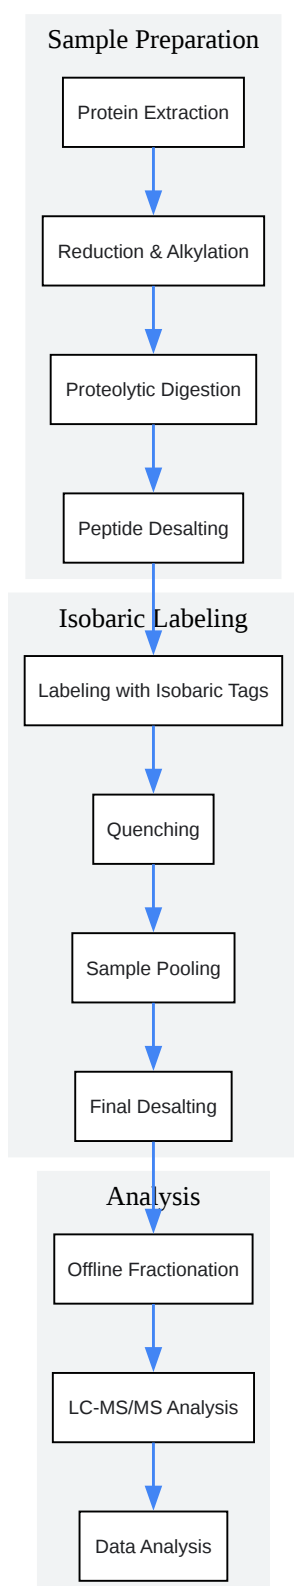 Sample Preparation
Protein Extraction
Reduction & Alkylation
Proteolytic Digestion
Peptide Desalting
Isobaric Labeling
Labeling with Isobaric Tags
Quenching
Sample Pooling
Final Desalting
Analysis
Offline Fractionation
LC-MS/MS Analysis
Data Analysis